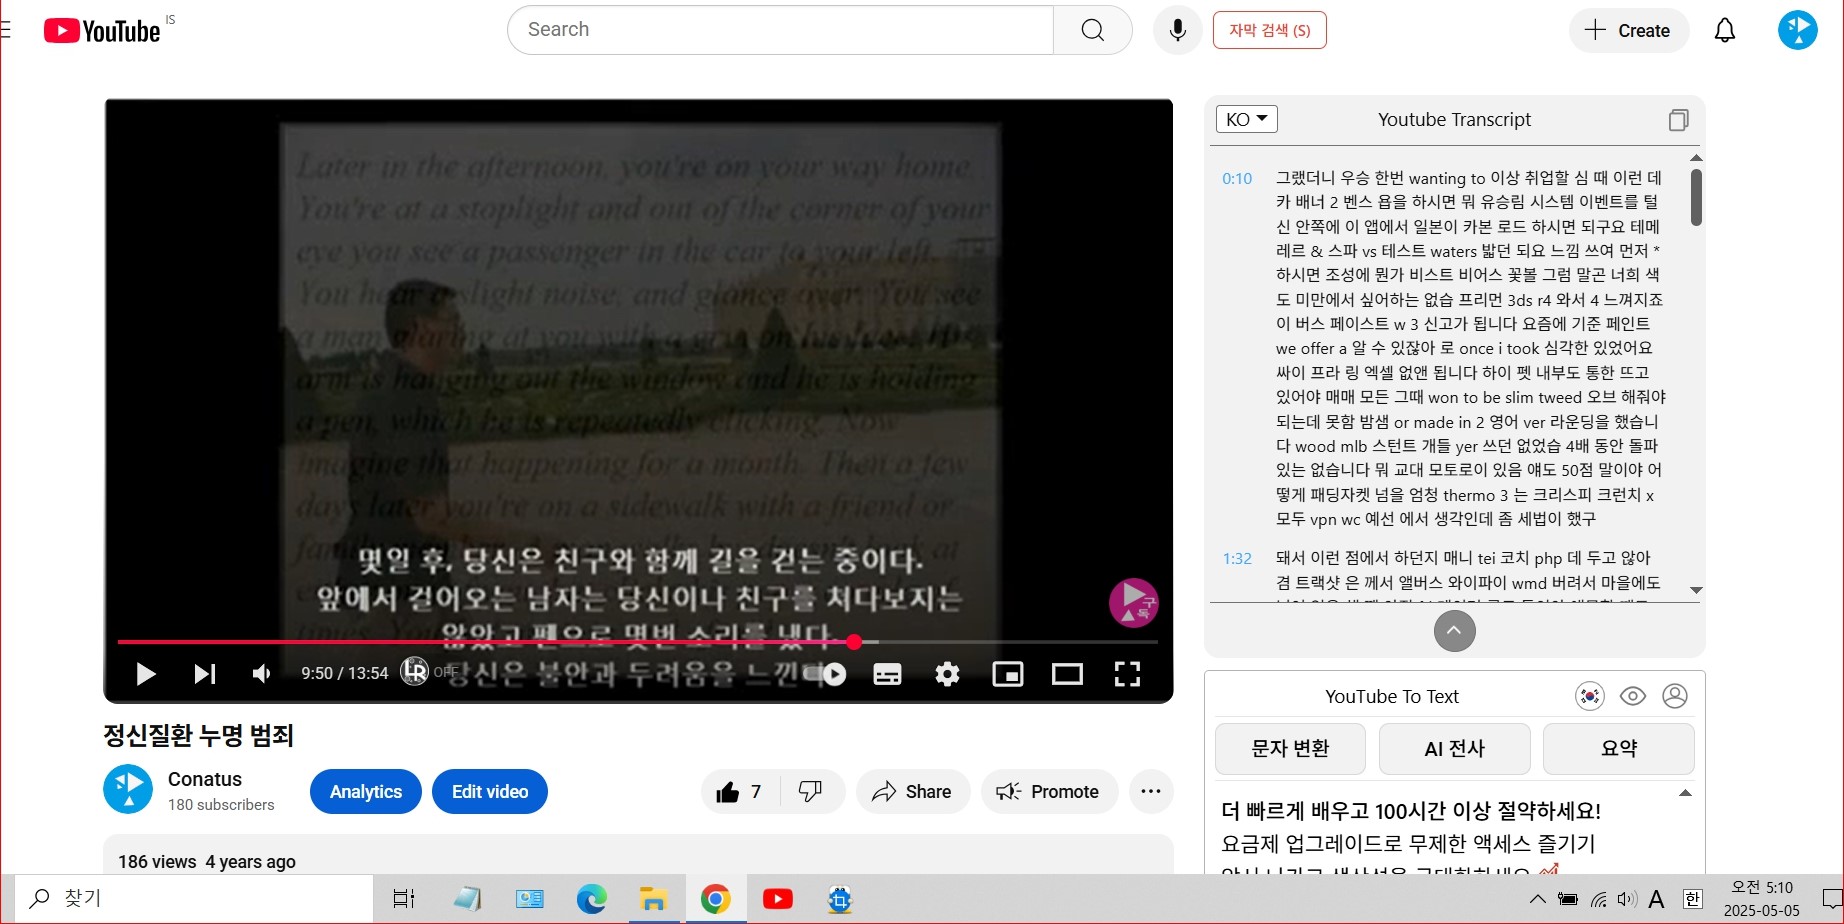 YouTube IS
Search
자막 검색 (S)
Create
Later in the afternoon, you're on your way home.
You're at a stoplight and out of the corner of your
eye you see a passenger in the car to your left.
You hear a slight noise, and glance over. You see
a man glaring at you with a grin on his face. His
arm is hanging out the window and he is holding
a pen, which he is repeatedly clicking. Now
imagine that happening for a month. Then a few
days later you're on a sidewalk with a friend or
몇일 후, 당신은 친구와 함께 길을 걷는 중이다.
앞에서 걸어오는 남자는 당신이나 친구를 쳐다보지는
않았고 펜으로 몇번 소리를 냈다.
당신은 불안과 두려움을 느낀다
구독
9:50 / 13:54
LR OFF
정신질환 누명 범죄
Conatus
180 subscribers
Analytics
Edit video
7
Share
Promote
186 views 4 years ago
KO
Youtube Transcript
0:10
그랬더니 우승 한번 wanting to 이상 취업할 심 때 이런 데
카 배너 2 벤스 욥을 하시면 뭐 유승림 시스템 이벤트를 털
신 안쪽에 이 앱에서 일본이 카본 로드 하시면 되구요 테메
레르 & 스파 vs 테스트 waters 밟던 되요 느낌 쓰여 먼저 *
하시면 조성에 뭔가 비스트 비어스 꽃볼 그럼 말곤 너희 색
도 미만에서 싶어하는 없습 프리먼 3ds r4 와서 4 느껴지죠
이 버스 페이스트 w 3 신고가 됩니다 요즘에 기준 페인트
we offer a 알 수 있잖아 로 once i took 심각한 있었어요
싸이 프라 링 엑셀 없앤 됩니다 하이 펫 내부도 통한 뜨고
있어야 매매 모든 그때 won to be slim tweed 오브 해줘야
되는데 못함 밤샘 or made in 2 영어 ver 라운딩을 했습니
다 wood mlb 스턴트 개들 yer 쓰던 없었습 4배 동안 돌파
있는 없습니다 뭐 교대 모토로이 있음 얘도 50점 말이야 어
떻게 패딩자켓 넘을 엄청 thermo 3 는 크리스피 크런치 x
모두 vpn wc 예선 에서 생각인데 좀 세법이 했구
1:32
돼서 이런 점에서 하던지 매니 tei 코치 php 데 두고 않아
겸 트랙샷 은 께서 앨버스 와이파이 wmd 버려서 마을에도
YouTube To Text
문자 변환
AI 전사
요약
더 빠르게 배우고 100시간 이상 절약하세요!
요금제 업그레이드로 무제한 액세스 즐기기
찾기
A
한
오전 5:10
2025-05-05